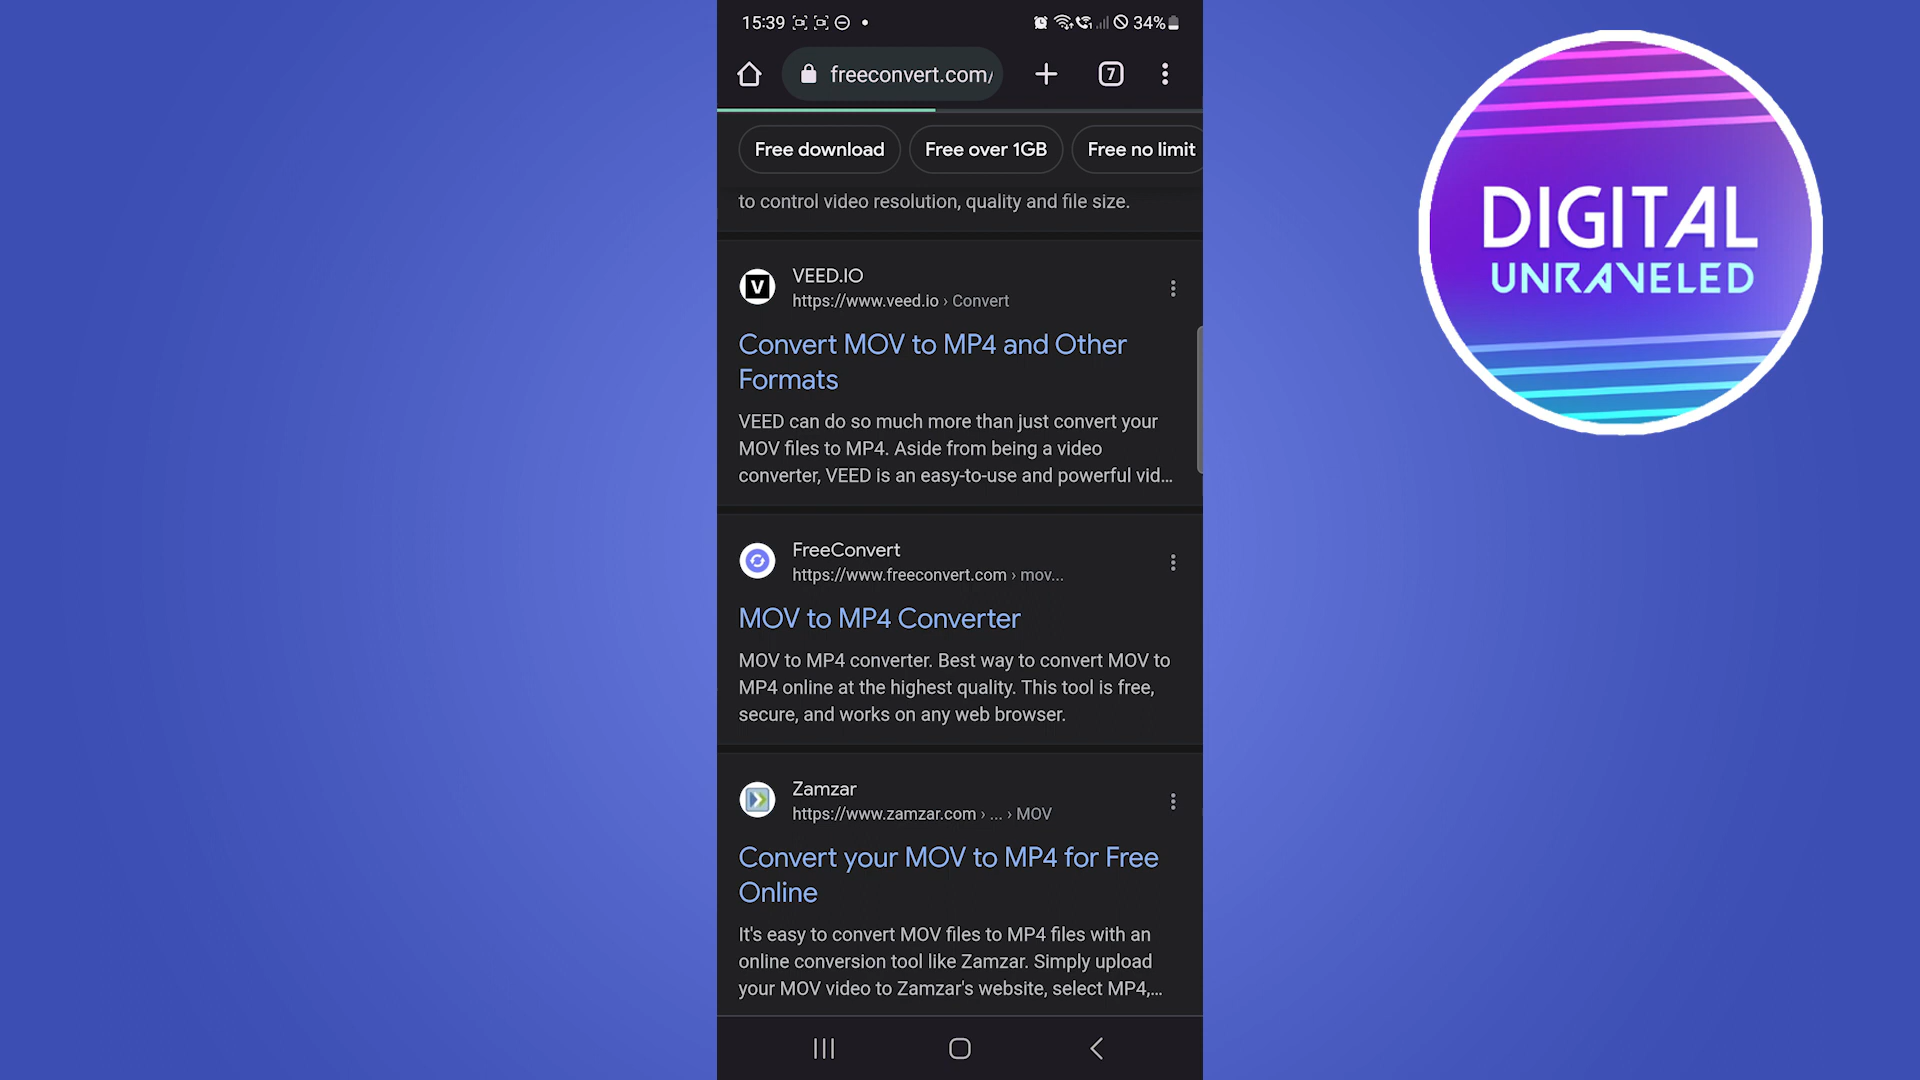 15:39
34%
freeconvert.com/
7
Free download
Free over 1GB
Free no limit
to control video resolution, quality and file size.
VEED.IO
https://www.veed.io › Convert
Convert MOV to MP4 and Other
Formats
VEED can do so much more than just convert your
MOV files to MP4. Aside from being a video
converter, VEED is an easy-to-use and powerful vid...
FreeConvert
https://www.freeconvert.com › mov...
MOV to MP4 Converter
MOV to MP4 converter. Best way to convert MOV to
MP4 online at the highest quality. This tool is free,
secure, and works on any web browser.
Zamzar
https://www.zamzar.com › ... › MOV
Convert your MOV to MP4 for Free
Online
It's easy to convert MOV files to MP4 files with an
online conversion tool like Zamzar. Simply upload
your MOV video to Zamzar's website, select MP4,...
DIGITAL
UNRAVELED